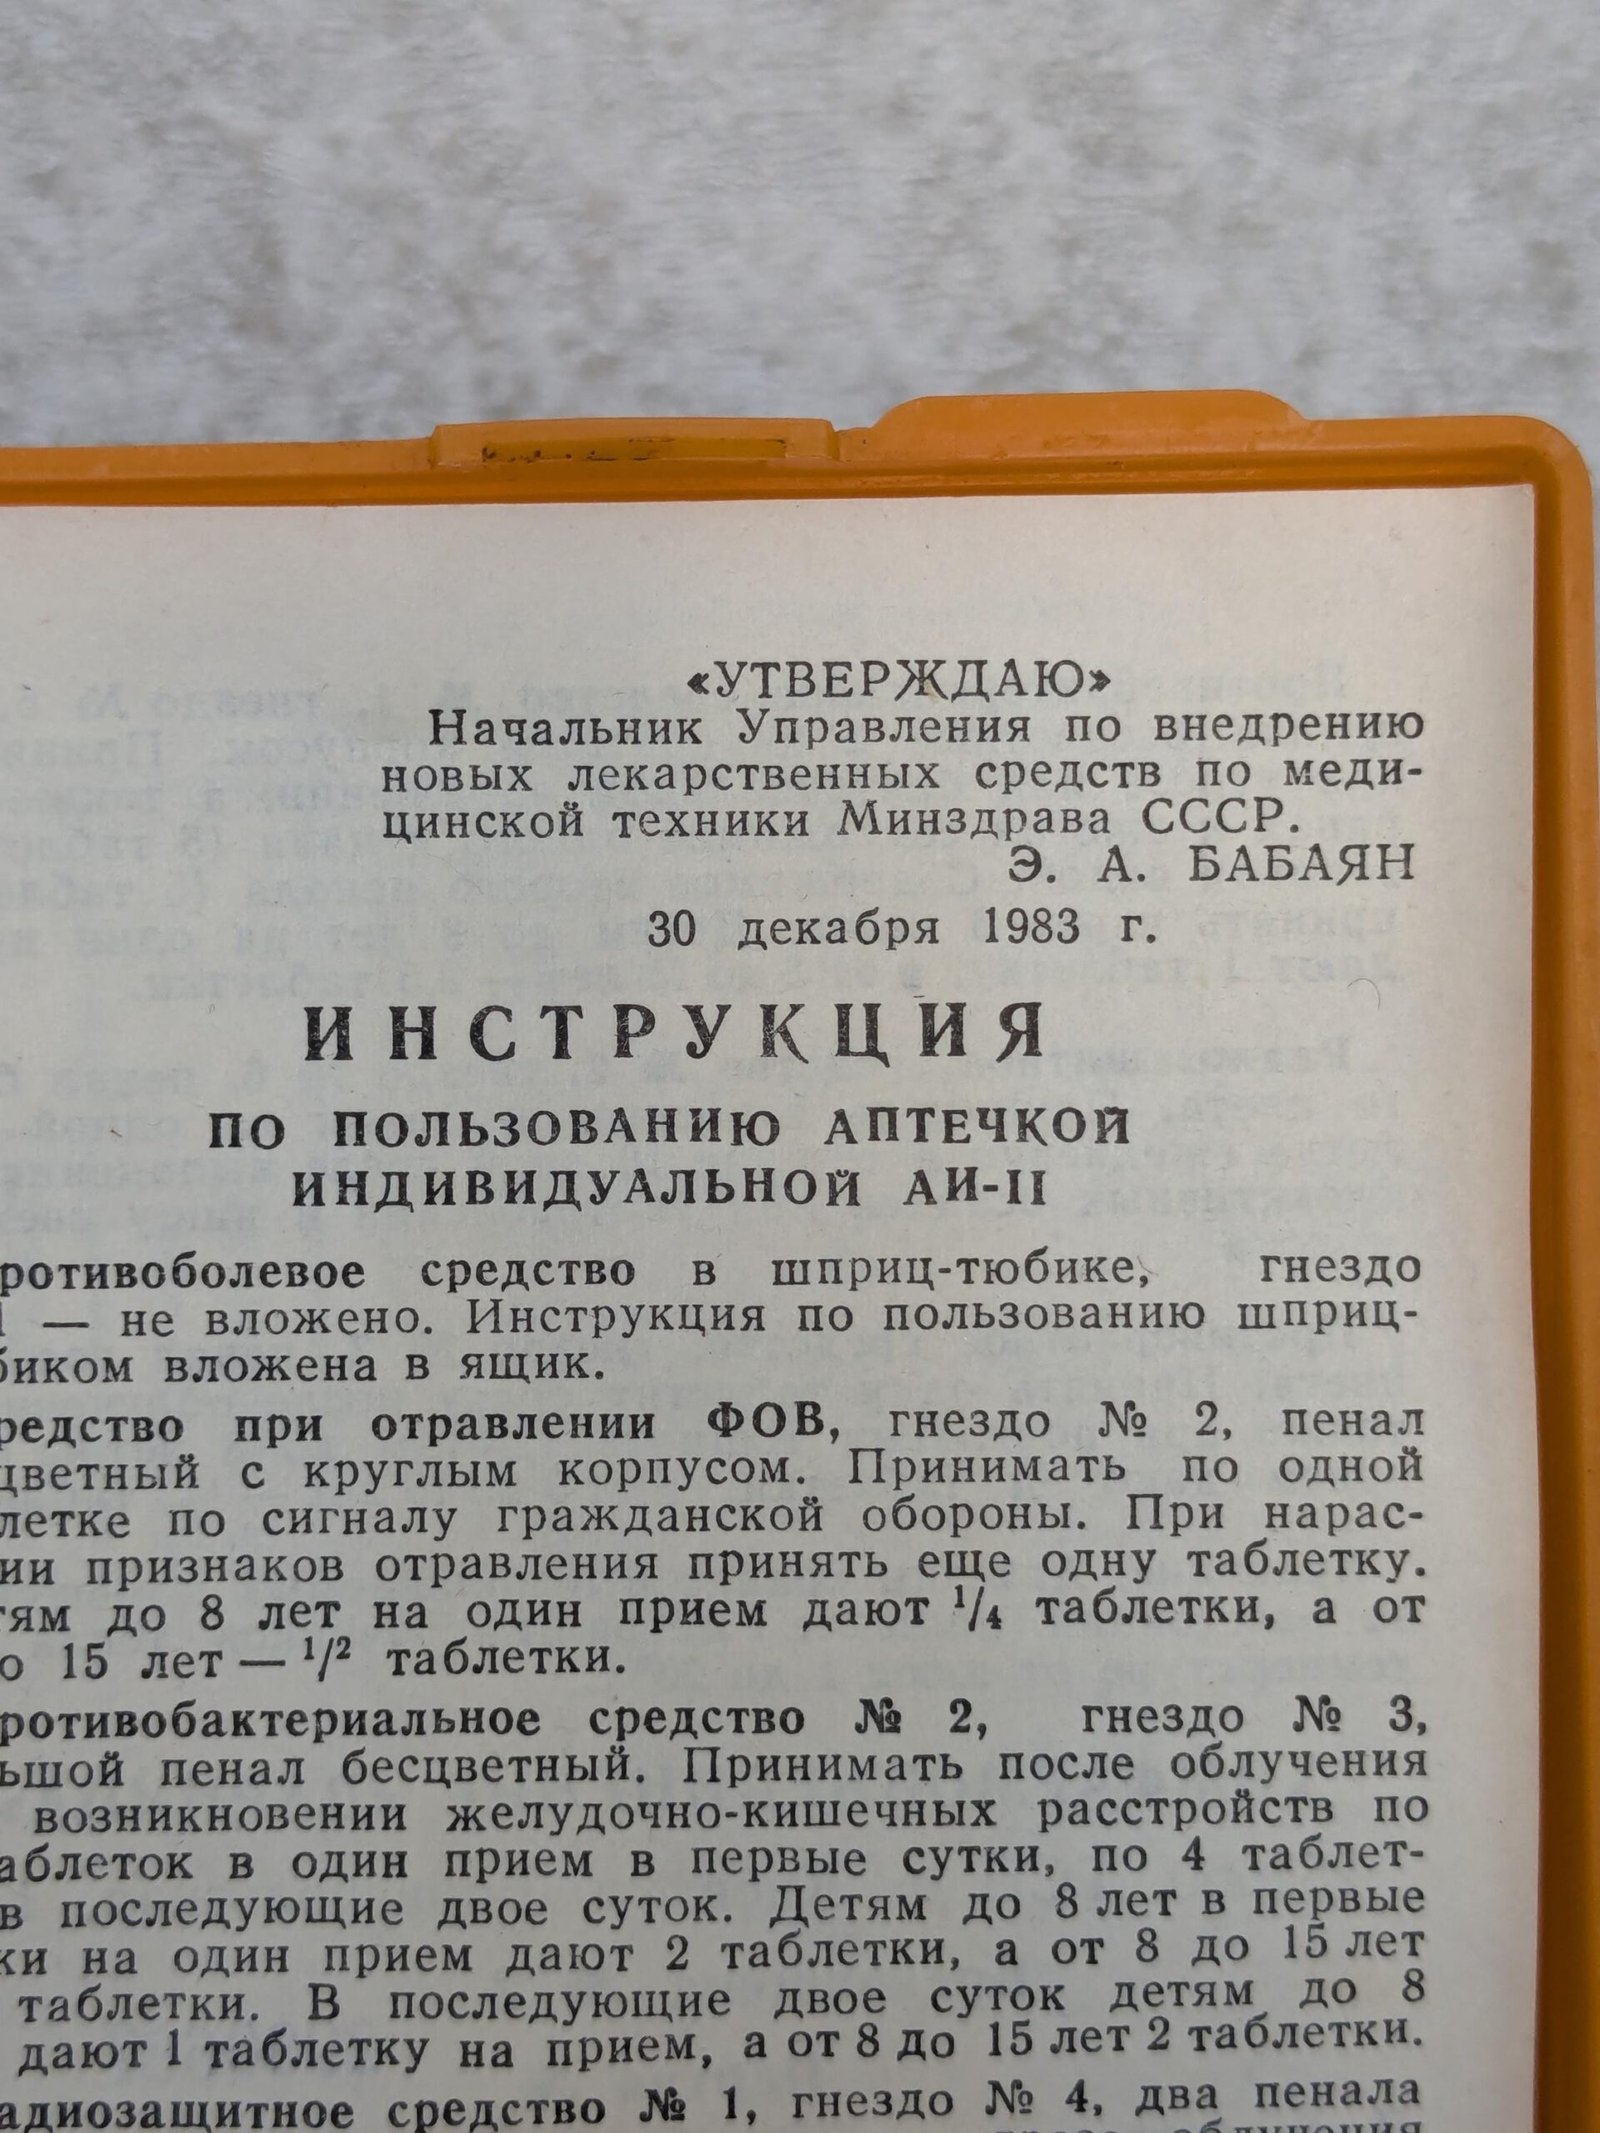 «УТВЕРЖДАЮ»
Начальник Управления по внедрению
новых лекарственных средств по меди-
цинской техники Минздрава СССР.
Э. А. БАБАЯН
30 декабря 1983 г.
ИНСТРУКЦИЯ
ПО ПОЛЬЗОВАНИЮ АПТЕЧКОЙ
ИНДИВИДУАЛЬНОЙ АИ-II
ротивоболевое средство в шприц-тюбике, гнездо
1 — не вложено. Инструкция по пользованию шприц-
биком вложена в ящик.
редство при отравлении ФОВ, гнездо № 2, пенал
цветный с круглым корпусом. Принимать по одной
летке по сигналу гражданской обороны. При нарас-
ии признаков отравления принять еще одну таблетку.
тям до 8 лет на один прием дают 1/4 таблетки, а от
о 15 лет — 1/2 таблетки.
ротивобактериальное средство № 2, гнездо № 3,
ьшой пенал бесцветный. Принимать после облучения
возникновении желудочно-кишечных расстройств по
аблеток в один прием в первые сутки, по 4 таблет-
в последующие двое суток. Детям до 8 лет в первые
ки на один прием дают 2 таблетки, а от 8 до 15 лет
таблетки. В последующие двое суток детям до 8
дают 1 таблетку на прием, а от 8 до 15 лет 2 таблетки.
адиозащитное средство № 1, гнездо № 4, два пенала
облучения